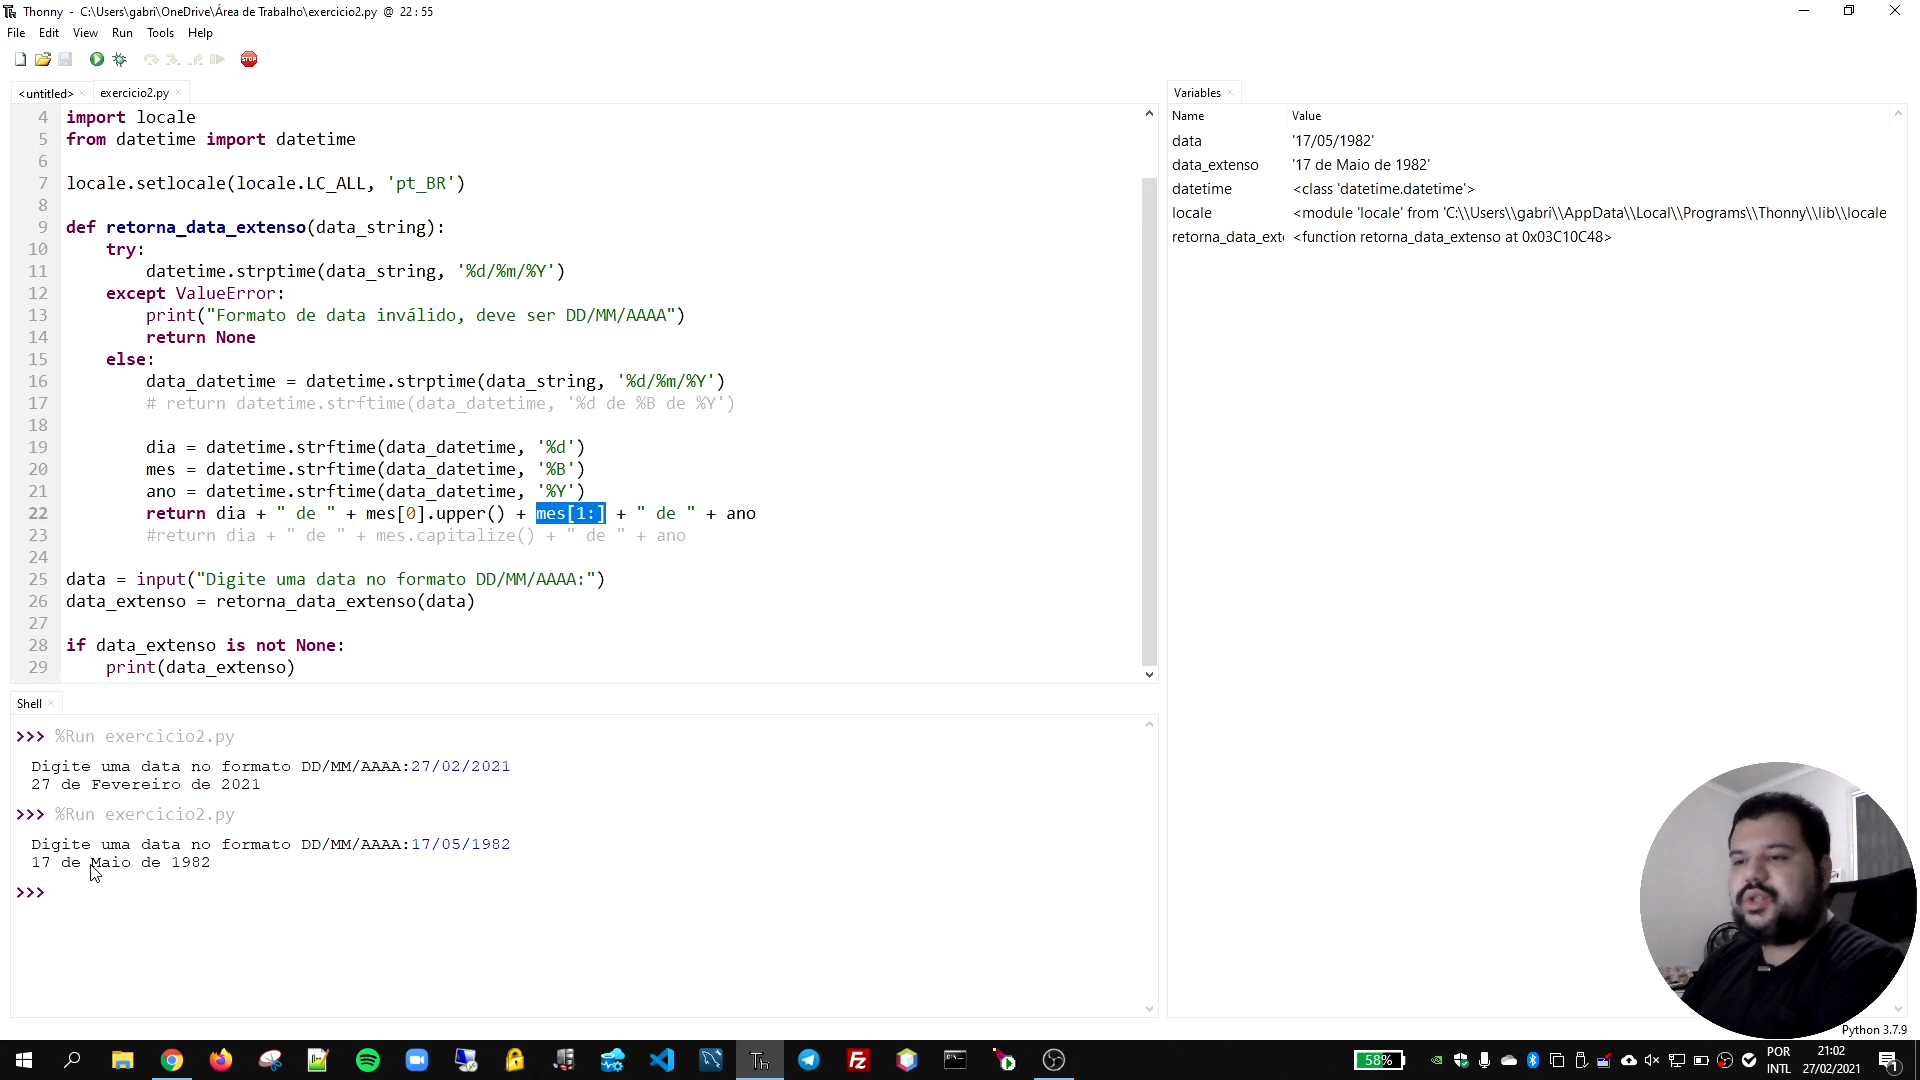 Thonny - C:\Users\gabri\OneDrive\Área de Trabalho\exercicio2.py @ 22 : 55
File Edit View Run Tools Help
STOP
<untitled> × exercicio2.py ×
4 import locale
5 from datetime import datetime
6
7 locale.setlocale(locale.LC_ALL, 'pt_BR')
8
9 def retorna_data_extenso(data_string):
10 try:
11 datetime.strptime(data_string, '%d/%m/%Y')
12 except ValueError:
13 print("Formato de data inválido, deve ser DD/MM/AAAA")
14 return None
15 else:
16 data_datetime = datetime.strptime(data_string, '%d/%m/%Y')
17 # return datetime.strftime(data_datetime, '%d de %B de %Y')
18
19 dia = datetime.strftime(data_datetime, '%d')
20 mes = datetime.strftime(data_datetime, '%B')
21 ano = datetime.strftime(data_datetime, '%Y')
22 return dia + " de " + mes[0].upper() + mes[1:] + " de " + ano
23 #return dia + " de " + mes.capitalize() + " de " + ano
24
25 data = input("Digite uma data no formato DD/MM/AAAA:")
26 data_extenso = retorna_data_extenso(data)
27
28 if data_extenso is not None:
29 print(data_extenso)
Shell ×
>>> %Run exercicio2.py
Digite uma data no formato DD/MM/AAAA:27/02/2021
27 de Fevereiro de 2021
>>> %Run exercicio2.py
Digite uma data no formato DD/MM/AAAA:17/05/1982
17 de Maio de 1982
>>>
Variables ×
Name Value
data '17/05/1982'
data_extenso '17 de Maio de 1982'
datetime <class 'datetime.datetime'>
locale <module 'locale' from 'C:\\Users\\gabri\\AppData\\Local\\Programs\\Thonny\\lib\\locale
retorna_data_exte <function retorna_data_extenso at 0x03C10C48>
Python 3.7.9
Th
Fz
58%
POR
INTL
21:02
27/02/2021
1